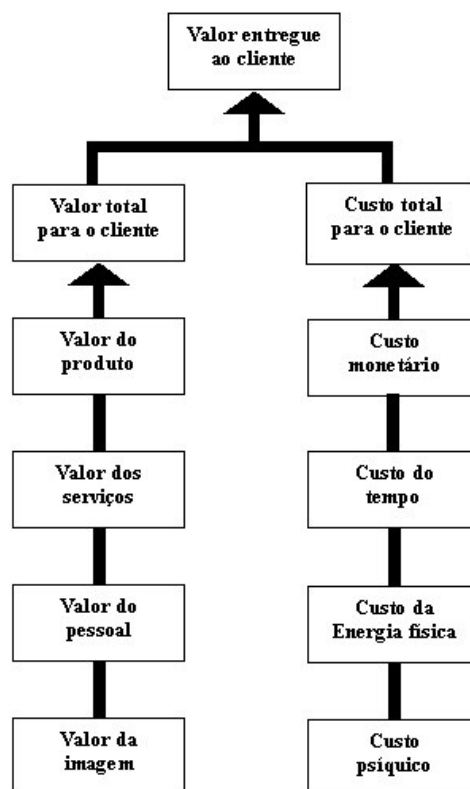 Valor entregue
ao cliente
Valor total
para o cliente
Custo total
para o cliente
Valor do
produto
Custo
monetário
Valor dos
serviços
Custo do
tempo
Valor do
pessoal
Custo da
Energia física
Valor da
imagem
Custo
psíquico